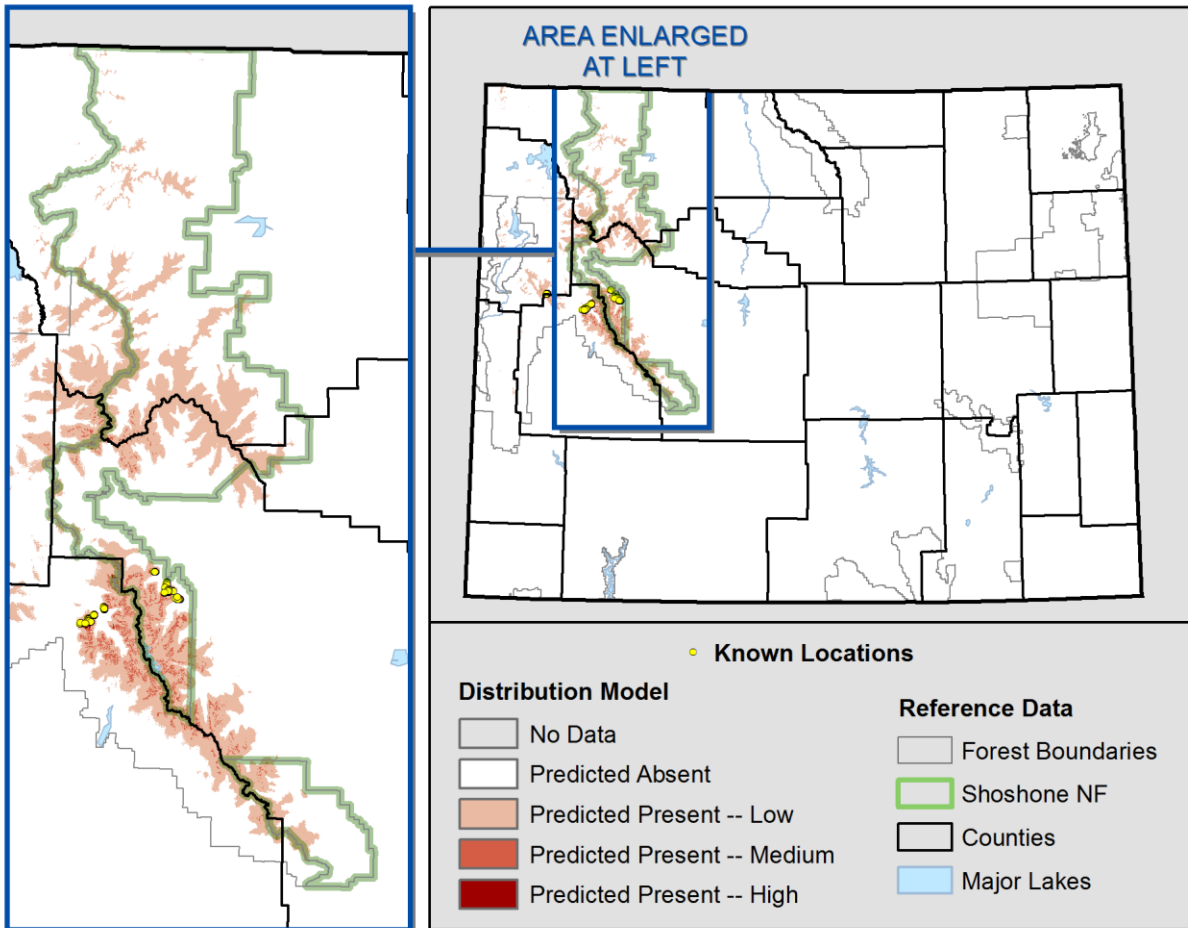 AREA ENLARGED
AT LEFT
Known Locations
Distribution Model
No Data
Predicted Absent
Predicted Present -- Low
Predicted Present -- Medium
Predicted Present -- High
Reference Data
Forest Boundaries
Shoshone NF
Counties
Major Lakes